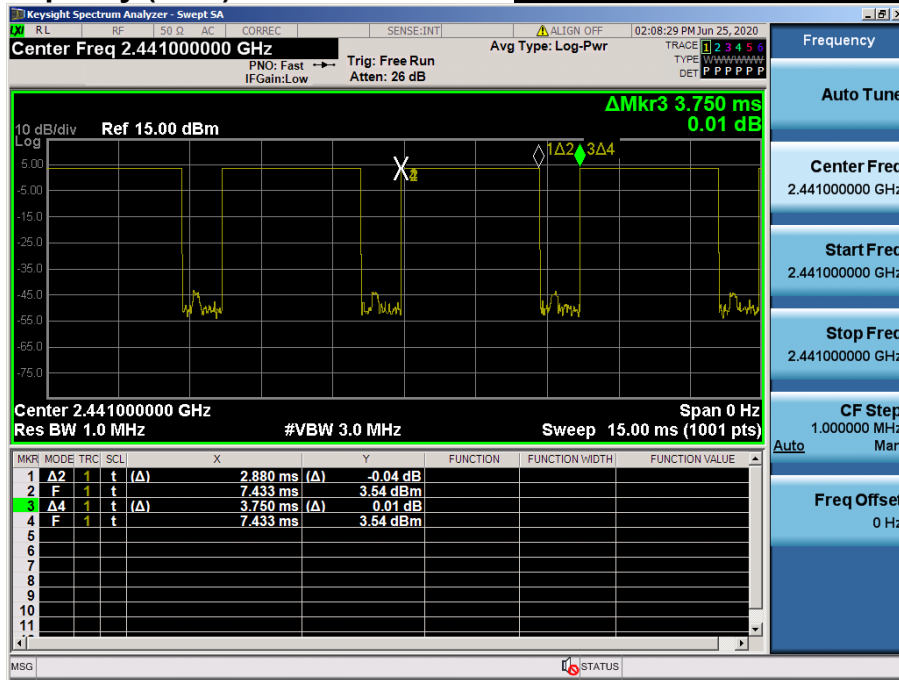 Keysight Spectrum Analyzer - Swept SA
LXI RL RF 50 Ω AC CORREC SENSE:INT ALIGN OFF 02:08:29 PM Jun 25, 2020
Center Freq 2.441000000 GHz
PNO: Fast
IFGain:Low
Trig: Free Run
Atten: 26 dB
Avg Type: Log-Pwr
TRACE 1 2 3 4 5 6
TYPE WWWWWW
DET P P P P P P
ΔMkr3 3.750 ms
0.01 dB
10 dB/div Ref 15.00 dBm
Log
1Δ2 3Δ4
5.00
-5.00
-15.0
-25.0
-35.0
-45.0
-55.0
-65.0
-75.0
X
Center 2.441000000 GHz Span 0 Hz
Res BW 1.0 MHz #VBW 3.0 MHz Sweep 15.00 ms (1001 pts)
MKR MODE TRC SCL X Y FUNCTION FUNCTION WIDTH FUNCTION VALUE
1 Δ2 1 t (Δ) 2.880 ms (Δ) -0.04 dB
2 F 1 t 7.433 ms 3.54 dBm
3 Δ4 1 t (Δ) 3.750 ms (Δ) 0.01 dB
4 F 1 t 7.433 ms 3.54 dBm
5
6
7
8
9
10
11
MSG STATUS
Frequency
Auto Tune
Center Freq
2.441000000 GHz
Start Freq
2.441000000 GHz
Stop Freq
2.441000000 GHz
CF Step
1.000000 MHz
Auto Man
Freq Offset
0 Hz